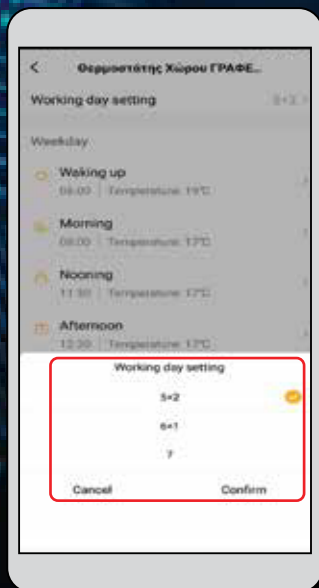 < Θερμοστάτης Χώρου ΓΡΑΦΕ...
Working day setting 5+2 >
Weekday
Waking up
06:00 | Temperature: 19°C
Morning
08:00 | Temperature: 17°C
Nooning
11:30 | Temperature: 17°C
Afternoon
12:30 | Temperature: 17°C
Working day setting
5+2
6+1
7
Cancel Confirm